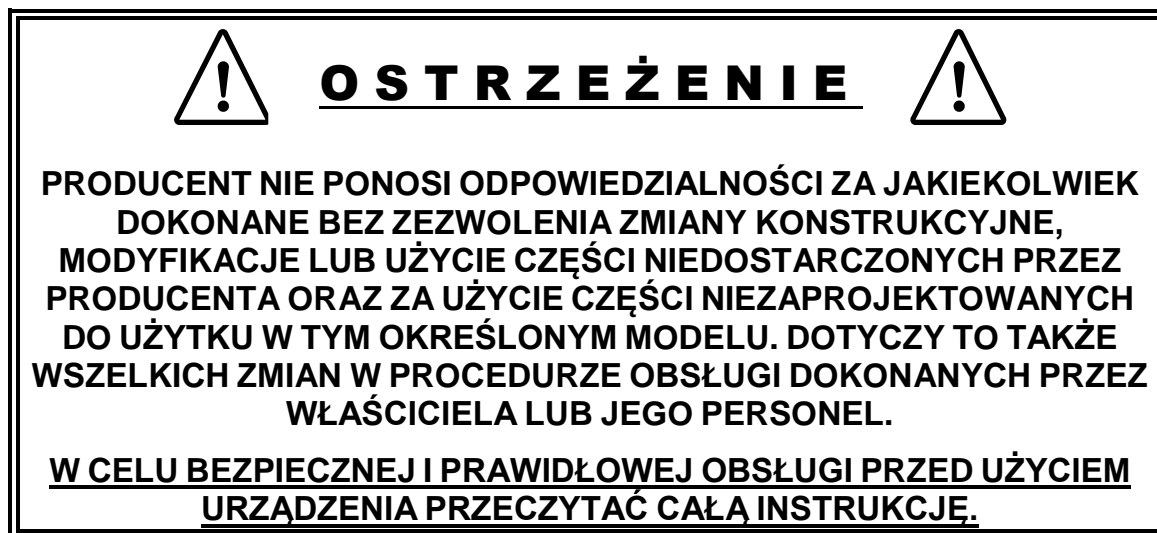 OSTRZEŻENIE
PRODUCENT NIE PONOSI ODPOWIEDZIALNOŚCI ZA JAKIEKOLWIEK
DOKONANE BEZ ZEZWOLENIA ZMIANY KONSTRUKCYJNE,
MODYFIKACJE LUB UŻYCIE CZĘŚCI NIEDOSTARCZONYCH PRZEZ
PRODUCENTA ORAZ ZA UŻYCIE CZĘŚCI NIEZAPROJEKTOWANYCH
DO UŻYTKU W TYM OKREŚLONYM MODELU. DOTYCZY TO TAKŻE
WSZELKICH ZMIAN W PROCEDURZE OBSŁUGI DOKONANYCH PRZEZ
WŁAŚCICIELA LUB JEGO PERSONEL.
W CELU BEZPIECZNEJ I PRAWIDŁOWEJ OBSŁUGI PRZED UŻYCIEM
URZĄDZENIA PRZECZYTAĆ CAŁĄ INSTRUKCJĘ.